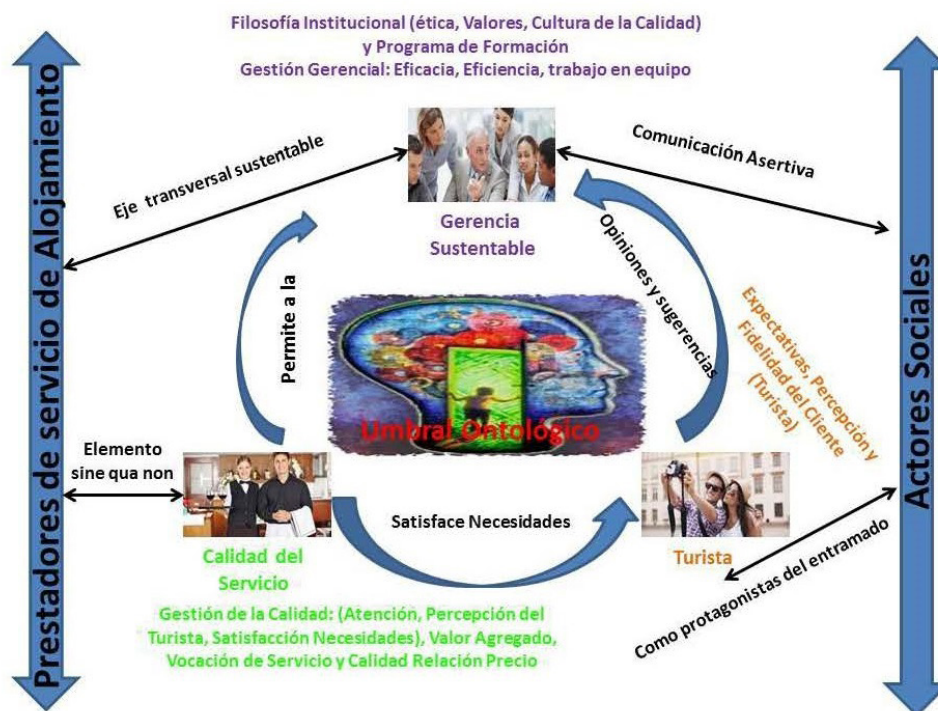 Filosofía Institucional (ética, Valores, Cultura de la Calidad)
y Programa de Formación
Gestión Gerencial: Eficacia, Eficiencia, trabajo en equipo
Prestadores de servicio de Alojamiento
Eje transversal sustentable
Comunicación Asertiva
Gerencia
Sustentable
Permite a la
Opiniones y sugerencias
Expectativas, Percepción y
Fidelidad del Cliente
(Turista)
Actores Sociales
Umbral Ontológico
Elemento
sine qua non
Satisface Necesidades
Calidad del
Servicio
Turista
Como protagonistas del entramado
Gestión de la Calidad: (Atención, Percepción del
Turista, Satisfacción Necesidades), Valor Agregado,
Vocación de Servicio y Calidad Relación Precio